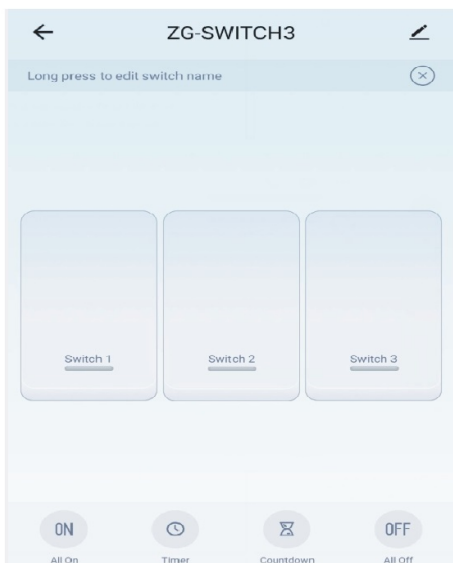 ZG-SWITCH3
Long press to edit switch name
Switch 1 Switch 2 Switch 3
ON OFF
All On Timer Countdown All Off